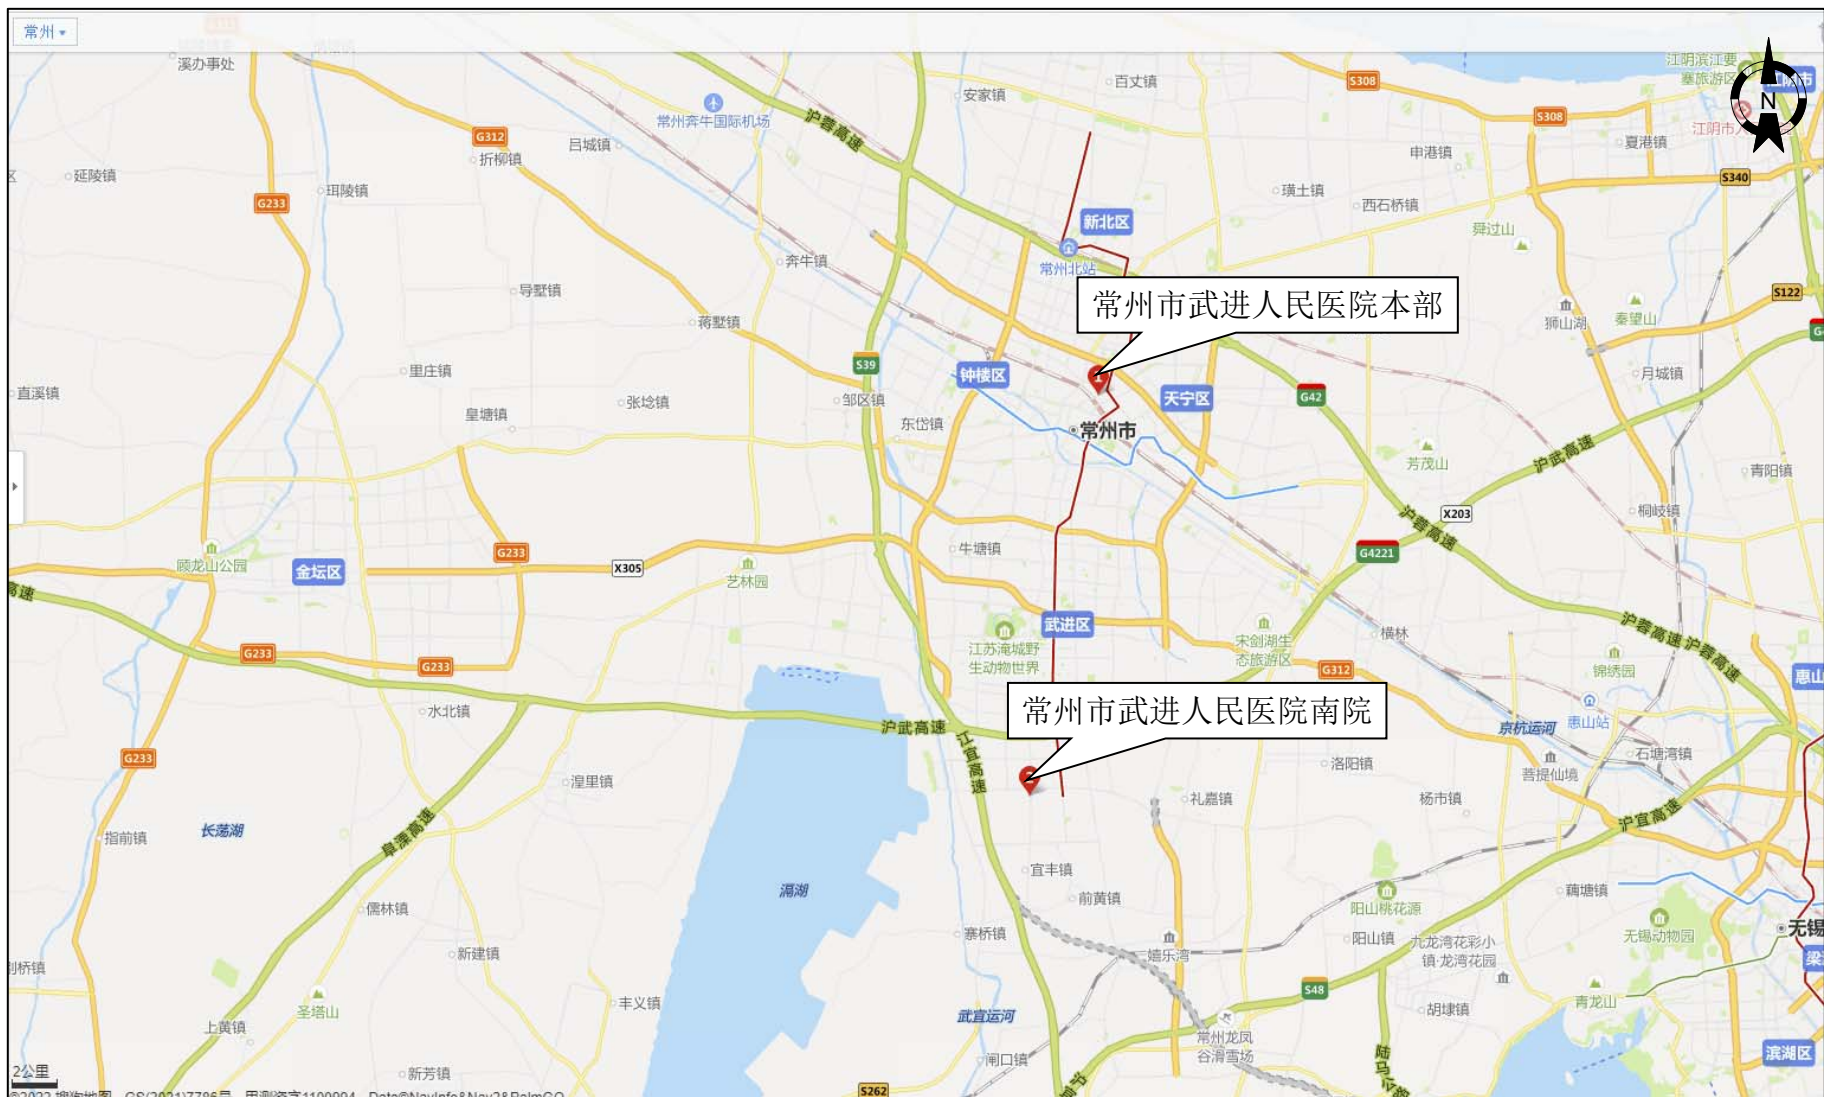 常州
溪办事处
安家镇
百丈镇
S308
江阴滨江要
塞旅游区
江阴市
常州奔牛国际机场
沪蓉高速
S308
N
G312
吕城镇
折柳镇
申港镇
夏港镇
延陵镇
珥陵镇
G233
璜土镇
西石桥镇
S340
新北区
舜过山
常州北站
奔牛镇
导墅镇
常州市武进人民医院本部
S122
狮山湖
秦望山
蒋墅镇
S39
里庄镇
钟楼区
1
月城镇
直溪镇
皇塘镇
张埝镇
邹区镇
天宁区
G42
东岱镇
常州市
沪武高速
芳茂山
青阳镇
X203
桐岐镇
沪蓉高速
G233
牛塘镇
G4221
顾龙山公园
金坛区
X305
艺林园
高速
武进区
宋剑湖生
态旅游区
横林
沪蓉高速
沪蓉高速
江苏淹城野
生动物世界
G233
G233
G312
锦绣园
惠山
常州市武进人民医院南院
水北镇
沪武高速
京杭运河
惠山站
G233
江宜高速
石塘湾镇
湟里镇
2
洛阳镇
菩提仙境
礼嘉镇
杨市镇
长荡湖
指前镇
阜溧高速
沪宜高速
宜丰镇
滆湖
前黄镇
藕塘镇
儒林镇
阳山桃花源
寨桥镇
阳山镇
九龙湾花彩小
镇·龙湾花园
无锡动物园
无锡
新建镇
嬉乐湾
梁
S48
圣塔山
丰义镇
青龙山
胡埭镇
上黄镇
武宜运河
常州龙凤
谷滑雪场
闸口镇
滨湖区
2公里
新芳镇
S262
陆马公路